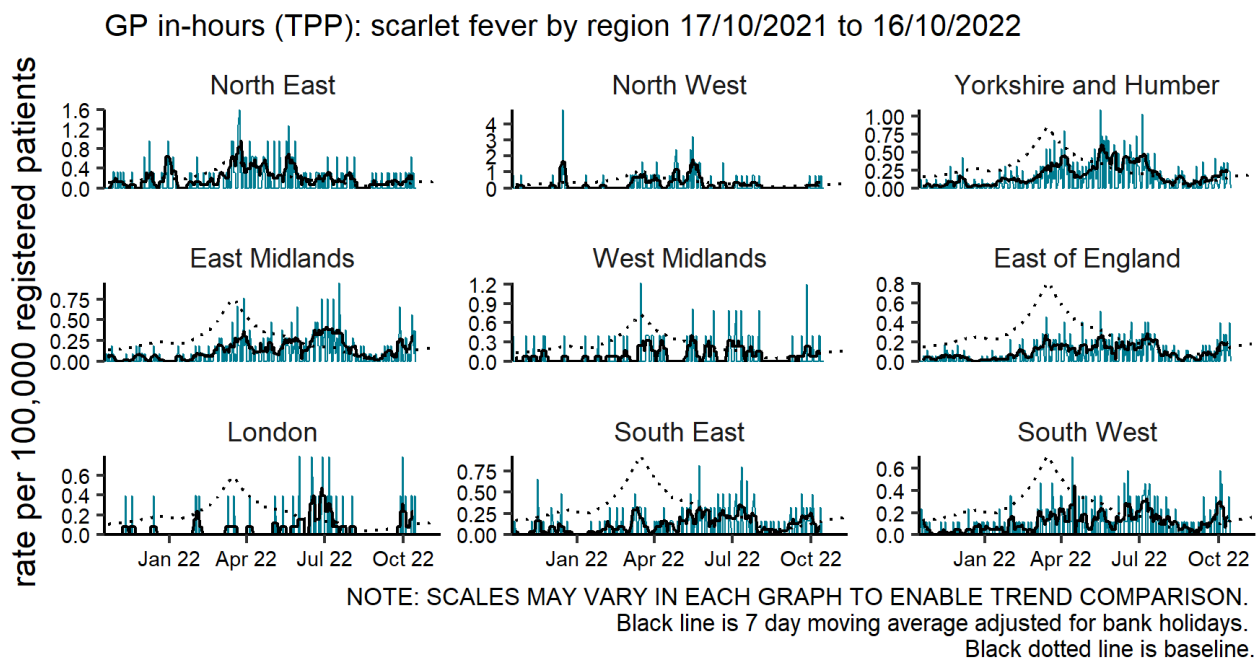 GP in-hours (TPP): scarlet fever by region 17/10/2021 to 16/10/2022
rate per 100,000 registered patients
North East
1.6
1.2
0.8
0.4
0.0
North West
4
3
2
1
0
Yorkshire and Humber
1.00
0.75
0.50
0.25
0.00
East Midlands
0.75
0.50
0.25
0.00
West Midlands
1.2
0.9
0.6
0.3
0.0
East of England
0.8
0.6
0.4
0.2
0.0
London
0.6
0.4
0.2
0.0
Jan 22 Apr 22 Jul 22 Oct 22
South East
0.75
0.50
0.25
0.00
Jan 22 Apr 22 Jul 22 Oct 22
South West
0.6
0.4
0.2
0.0
Jan 22 Apr 22 Jul 22 Oct 22
NOTE: SCALES MAY VARY IN EACH GRAPH TO ENABLE TREND COMPARISON.
Black line is 7 day moving average adjusted for bank holidays.
Black dotted line is baseline.